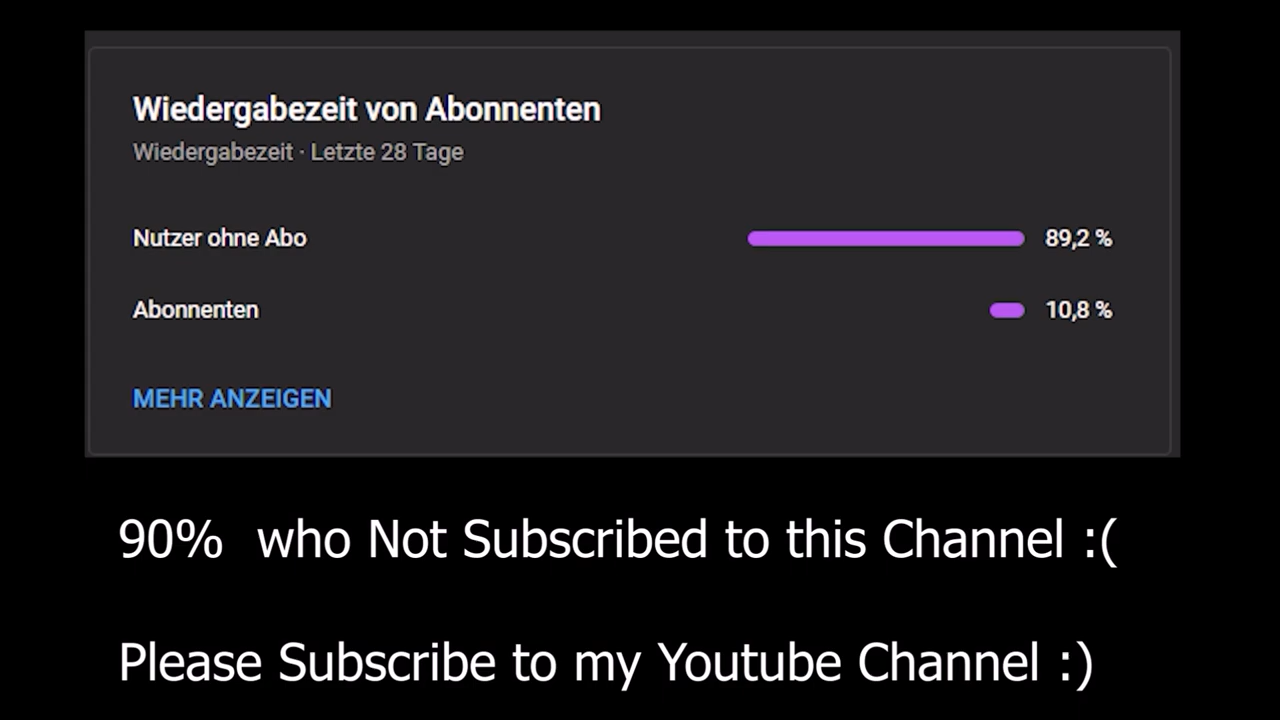 Wiedergabezeit von Abonnenten
Wiedergabezeit · Letzte 28 Tage
Nutzer ohne Abo 89,2 %
Abonnenten 10,8 %
MEHR ANZEIGEN
90% who Not Subscribed to this Channel :(
Please Subscribe to my Youtube Channel :)